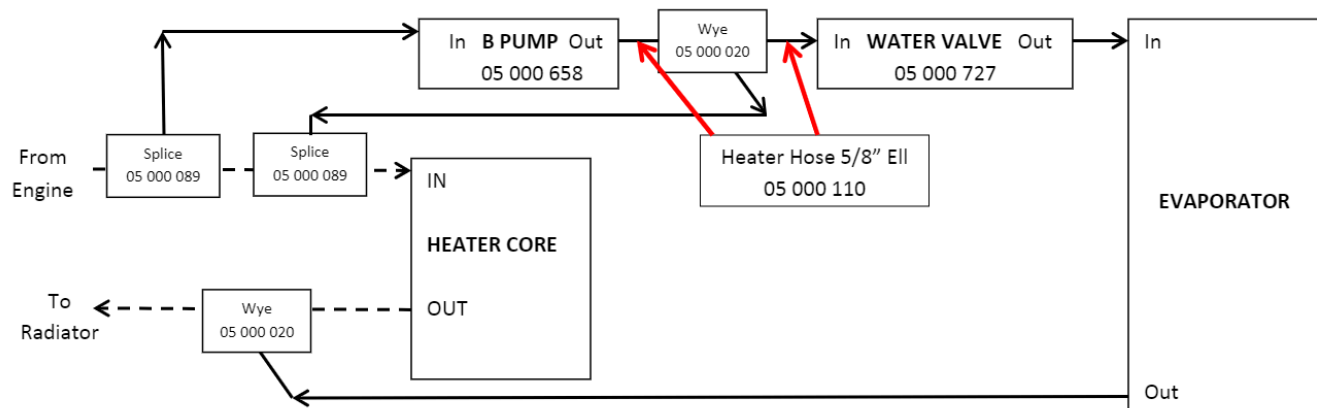 In B PUMP Out
05 000 658
Wye
05 000 020
In WATER VALVE Out
05 000 727
In
From
Engine
Splice
05 000 089
Splice
05 000 089
Heater Hose 5/8” Ell
05 000 110
IN
HEATER CORE
OUT
EVAPORATOR
To
Radiator
Wye
05 000 020
Out